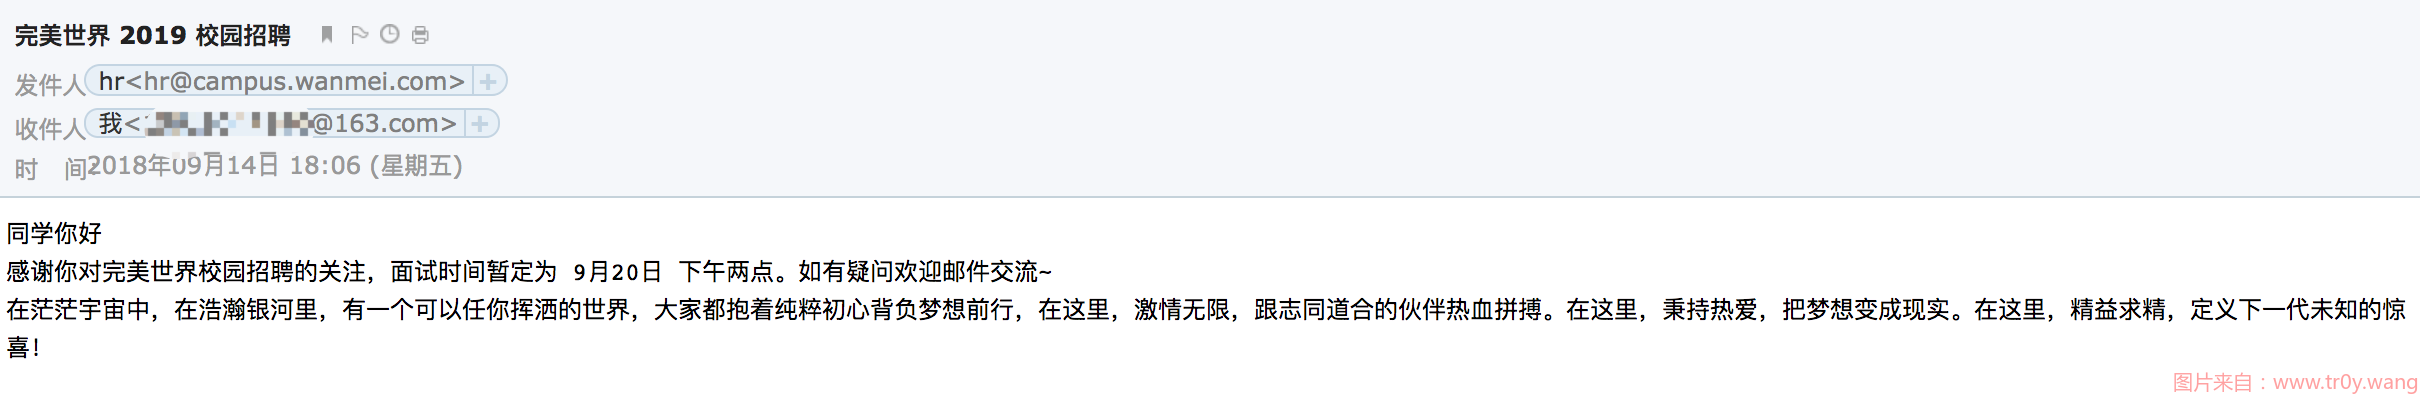 完美世界 2019 校园招聘
发件人 hr<hr@campus.wanmei.com> +
收件人 我< @163.com> +
时 间: 2018年09月14日 18:06 (星期五)
同学你好
感谢你对完美世界校园招聘的关注，面试时间暂定为 9月20日 下午两点。如有疑问欢迎邮件交流~
在茫茫宇宙中，在浩瀚银河里，有一个可以任你挥洒的世界，大家都抱着纯粹初心背负梦想前行，在这里，激情无限，跟志同道合的伙伴热血拼搏。在这里，秉持热爱，把梦想变成现实。在这里，精益求精，定义下一代未知的惊
喜！
图片来自：www.tr0y.wang